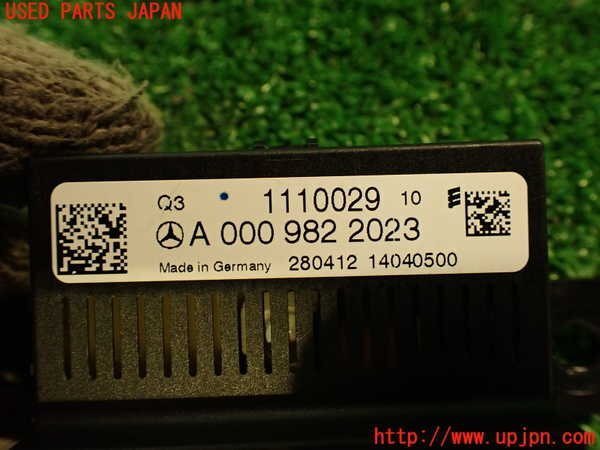 USED PARTS JAPAN
Q3 1110029 10
A 000 982 2023
Made in Germany 280412 14040500
http://www.upjpn.com/